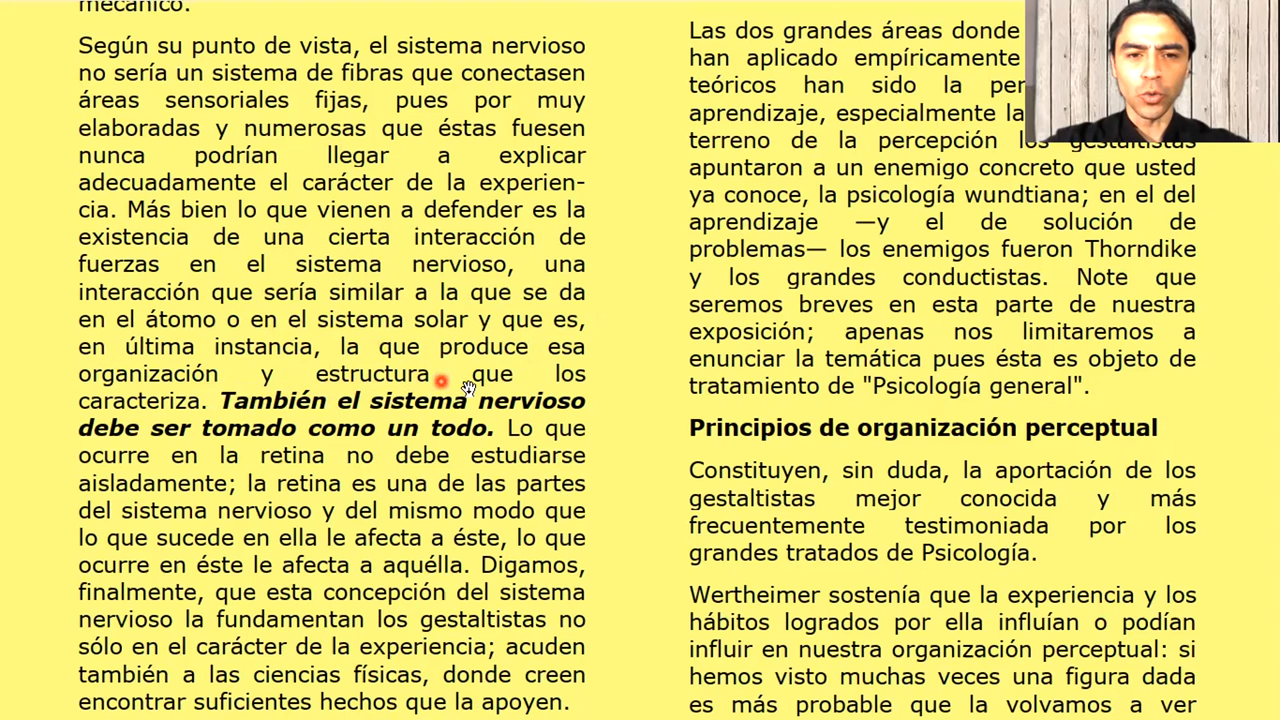 mecánico.
Según su punto de vista, el sistema nervioso
no sería un sistema de fibras que conectasen
áreas sensoriales fijas, pues por muy
elaboradas y numerosas que éstas fuesen
nunca podrían llegar a explicar
adecuadamente el carácter de la experien-
cia. Más bien lo que vienen a defender es la
existencia de una cierta interacción de
fuerzas en el sistema nervioso, una
interacción que sería similar a la que se da
en el átomo o en el sistema solar y que es,
en última instancia, la que produce esa
organización y estructura que los
caracteriza. También el sistema nervioso
debe ser tomado como un todo. Lo que
ocurre en la retina no debe estudiarse
aisladamente; la retina es una de las partes
del sistema nervioso y del mismo modo que
lo que sucede en ella le afecta a éste, lo que
ocurre en éste le afecta a aquélla. Digamos,
finalmente, que esta concepción del sistema
nervioso la fundamentan los gestaltistas no
sólo en el carácter de la experiencia; acuden
también a las ciencias físicas, donde creen
encontrar suficientes hechos que la apoyen.
Las dos grandes áreas donde
han aplicado empíricamente
teóricos han sido la
aprendizaje, especialmente la
terreno de la percepción los gestaltistas
apuntaron a un enemigo concreto que usted
ya conoce, la psicología wundtiana; en el del
aprendizaje —y el de solución de
problemas— los enemigos fueron Thorndike
y los grandes conductistas. Note que
seremos breves en esta parte de nuestra
exposición; apenas nos limitaremos a
enunciar la temática pues ésta es objeto de
tratamiento de "Psicología general".
Principios de organización perceptual
Constituyen, sin duda, la aportación de los
gestaltistas mejor conocida y más
frecuentemente testimoniada por los
grandes tratados de Psicología.
Wertheimer sostenía que la experiencia y los
hábitos logrados por ella influían o podían
influir en nuestra organización perceptual: si
hemos visto muchas veces una figura dada
es más probable que la volvamos a ver